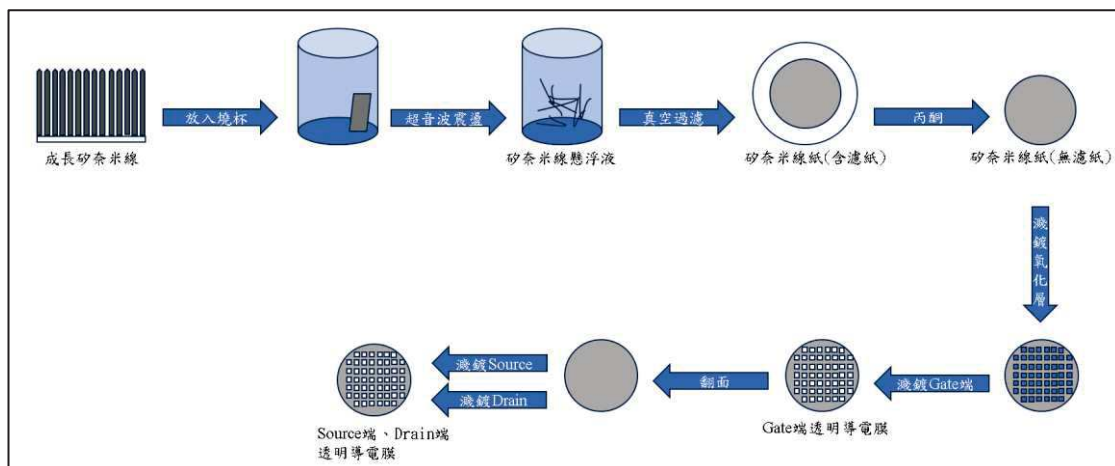 放入燒杯
超音波震盪
真空過濾
丙酮
成長矽奈米線
矽奈米線懸浮液
矽奈米線紙(含濾紙)
矽奈米線紙(無濾紙)
濺鍍氧化層
濺鍍Gate端
Gate端透明導電膜
翻面
濺鍍Source
濺鍍Drain
Source端、Drain端
透明導電膜